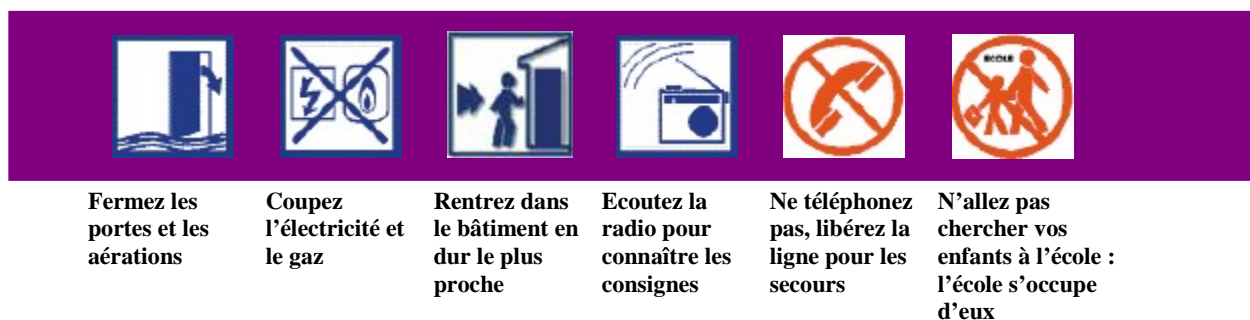 ECOLE
Fermez les
portes et les
aérations
Coupez
l’électricité et
le gaz
Rentrez dans
le bâtiment en
dur le plus
proche
Ecoutez la
radio pour
connaître les
consignes
Ne téléphonez
pas, libérez la
ligne pour les
secours
N’allez pas
chercher vos
enfants à l’école :
l’école s’occupe
d’eux